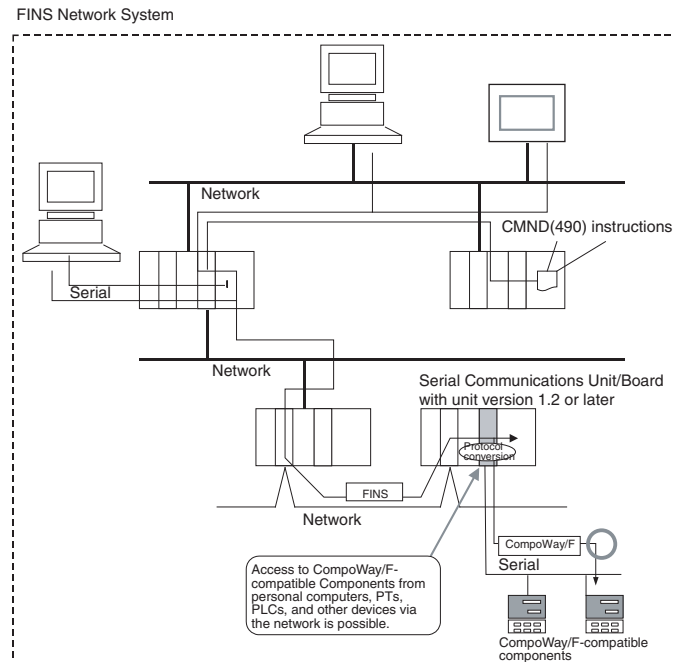 FINS Network System
Network
CMND(490) instructions
Serial
Network
Serial Communications Unit/Board
with unit version 1.2 or later
Protocol
conversion
FINS
Network
Access to CompoWay/F-
compatible Components from
personal computers, PTs,
PLCs, and other devices via
the network is possible.
CompoWay/F
Serial
CompoWay/F-compatible
components